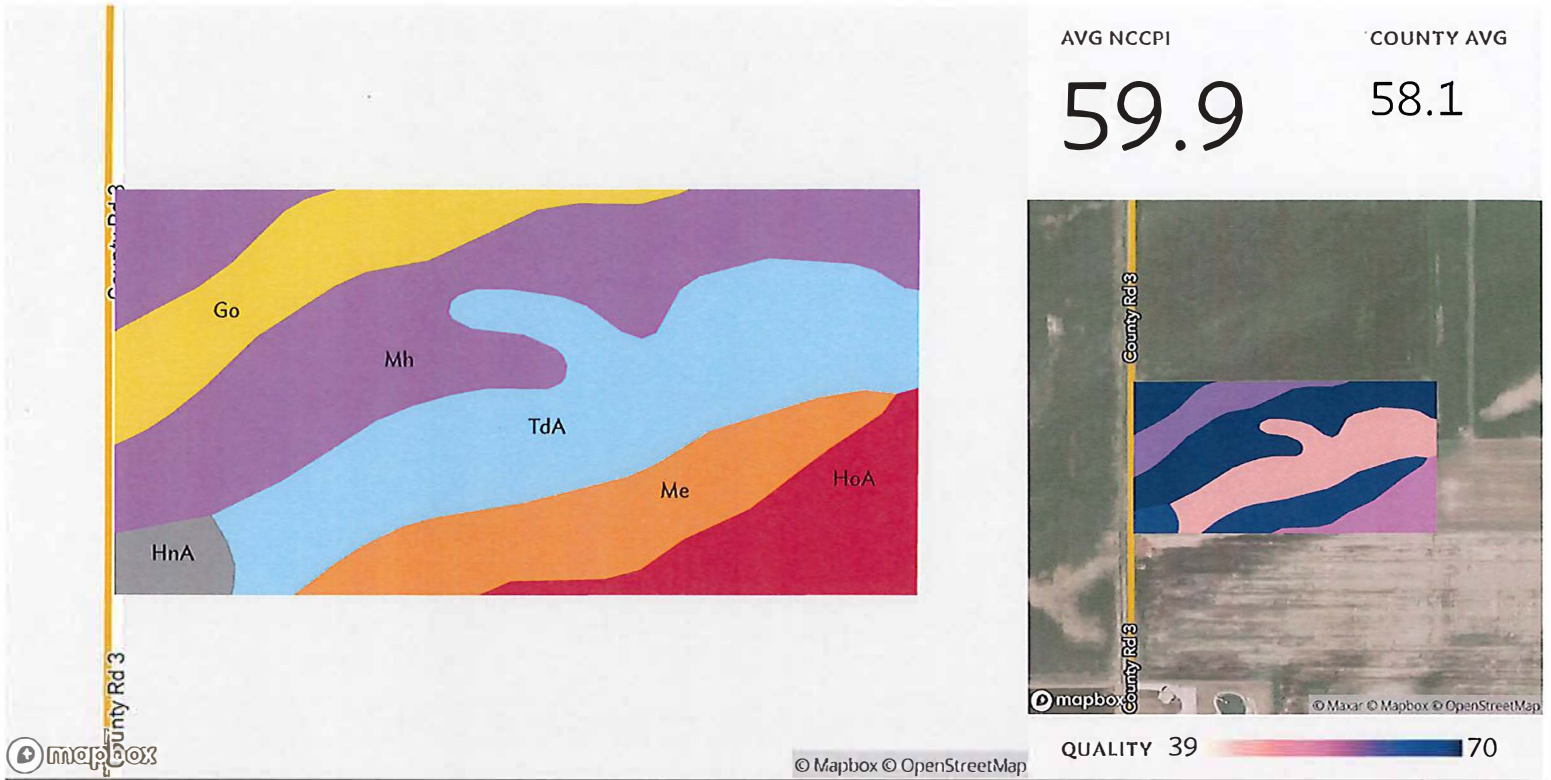 AVG NCCPI
COUNTY AVG
59.9
58.1
County Rd 3
Go
Mh
TdA
Me
HoA
HnA
County Rd 3
mapbox
© Mapbox © OpenStreetMap
County Rd 3
County Rd 3
mapbox
© Maxar © Mapbox © OpenStreetMap
QUALITY 39 70